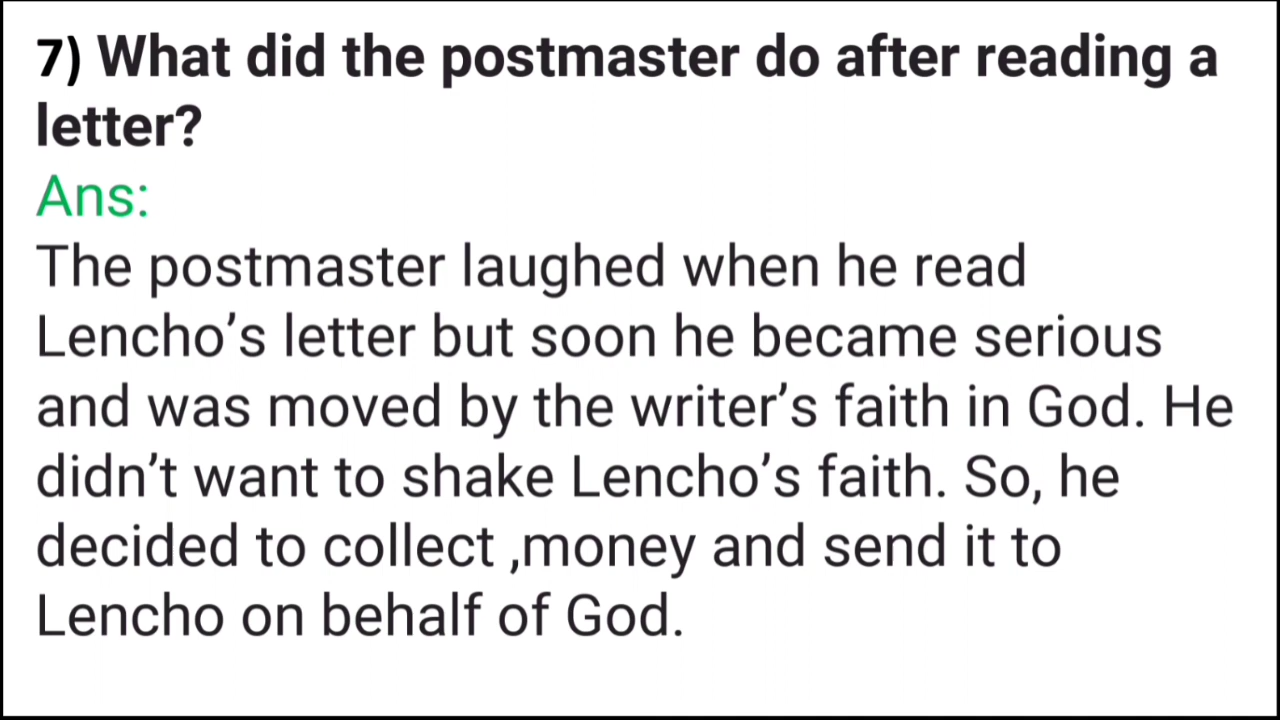 7) What did the postmaster do after reading a
letter?
Ans:
The postmaster laughed when he read
Lencho’s letter but soon he became serious
and was moved by the writer’s faith in God. He
didn’t want to shake Lencho’s faith. So, he
decided to collect ,money and send it to
Lencho on behalf of God.